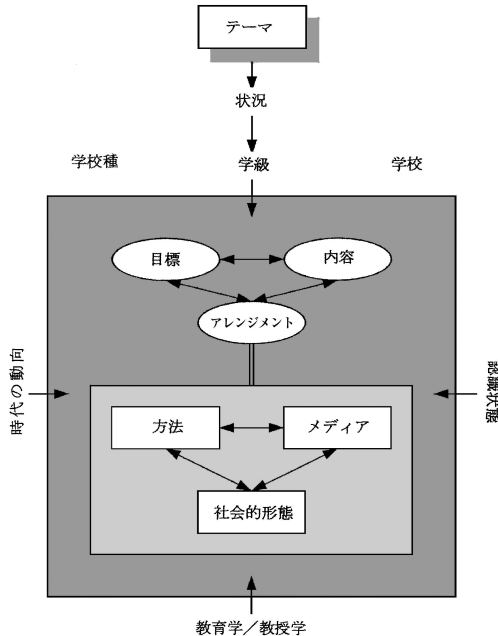 テーマ
状況
学校種
学級
学校
目標
内容
アレンジメント
時代の動向
認識状態
方法
メディア
社会的形態
教育学／教授学